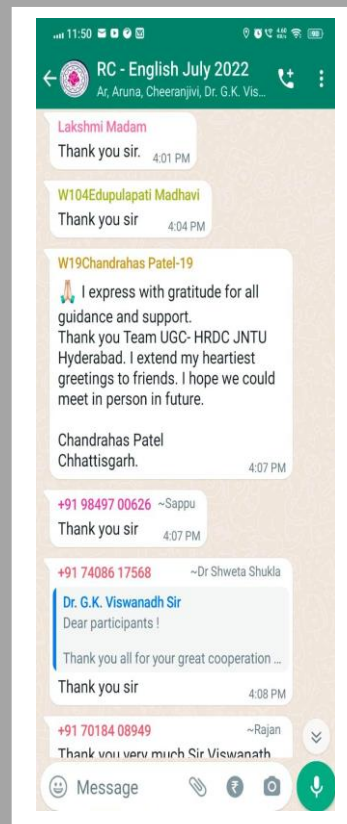 11:50
RC - English July 2022
Ar, Aruna, Cheeranjivi, Dr. G.K. Vis...
Lakshmi Madam
Thank you sir. 4:01 PM
W104Edupulapati Madhavi
Thank you sir 4:04 PM
W19Chandrahas Patel-19
🙏🏻 I express with gratitude for all
guidance and support.
Thank you Team UGC- HRDC JNTU
Hyderabad. I extend my heartiest
greetings to friends. I hope we could
meet in person in future.
Chandrahas Patel
Chhattisgarh.
4:07 PM
+91 98497 00626 ~Sappu
Thank you sir 4:07 PM
+91 74086 17568 ~Dr Shweta Shukla
Dr. G.K. Viswanadh Sir
Dear participants !
Thank you all for your great cooperation ...
Thank you sir
4:08 PM
+91 70184 08949 ~Rajan
Thank you very much Sir Viswanath
Message